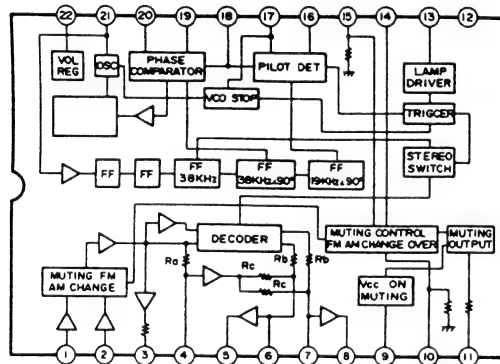 22 21 20 19 18 17 16 15 14 13 12
VOL
REG
OSC
PHASE
COMPARATOR
PILOT DET
LAMP
DRIVER
VCO STOP
TRIGGER
STEREO
SWITCH
FF
FF
FF
38KHz
FF
38KHz∠90°
FF
19KHz∠90°
DECODER
MUTING CONTROL
FM AM CHANGE OVER
MUTING
OUTPUT
MUTING FM
AM CHANGE
Ra
Rb
Rb
Rc
Rc
Vcc ON
MUTING
1 2 3 4 5 6 7 8 9 10 11